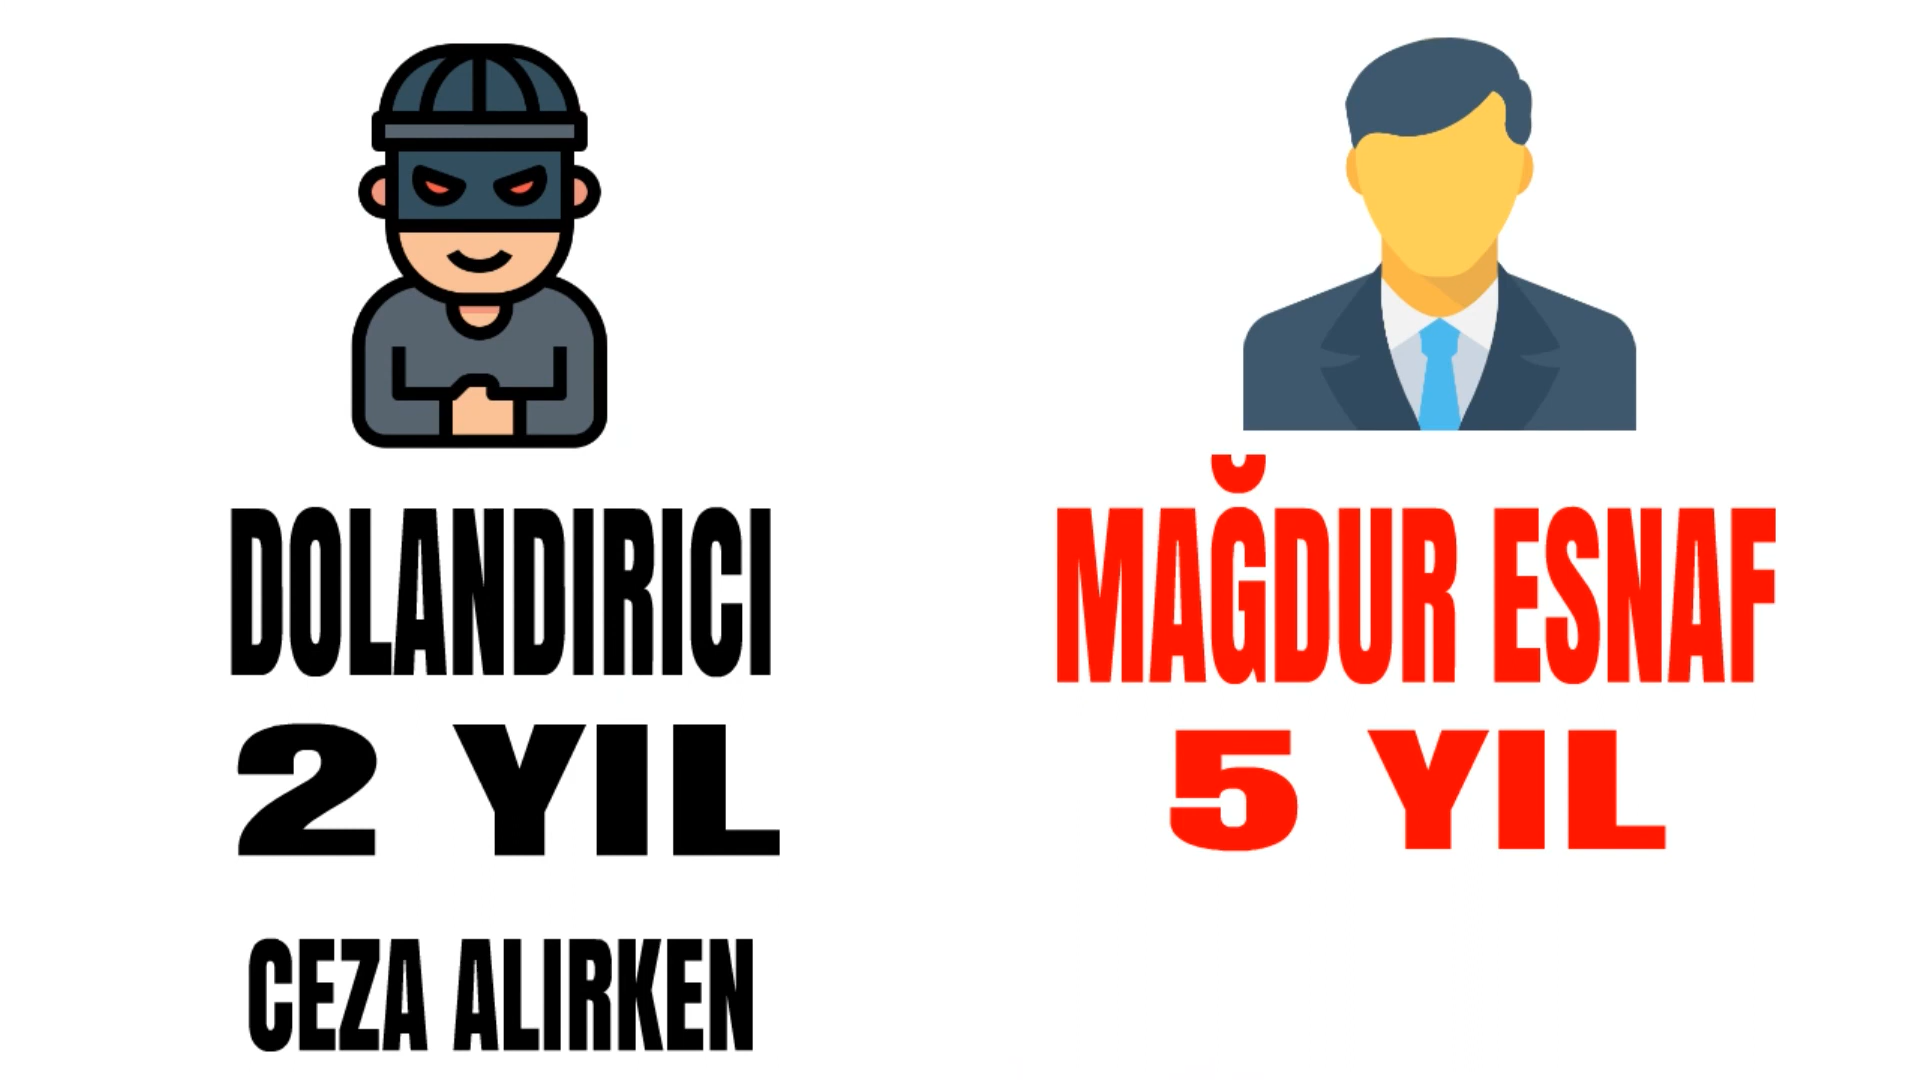 DOLANDIRICI
2 YIL
CEZA ALIRKEN
MAĞDUR ESNAF
5 YIL